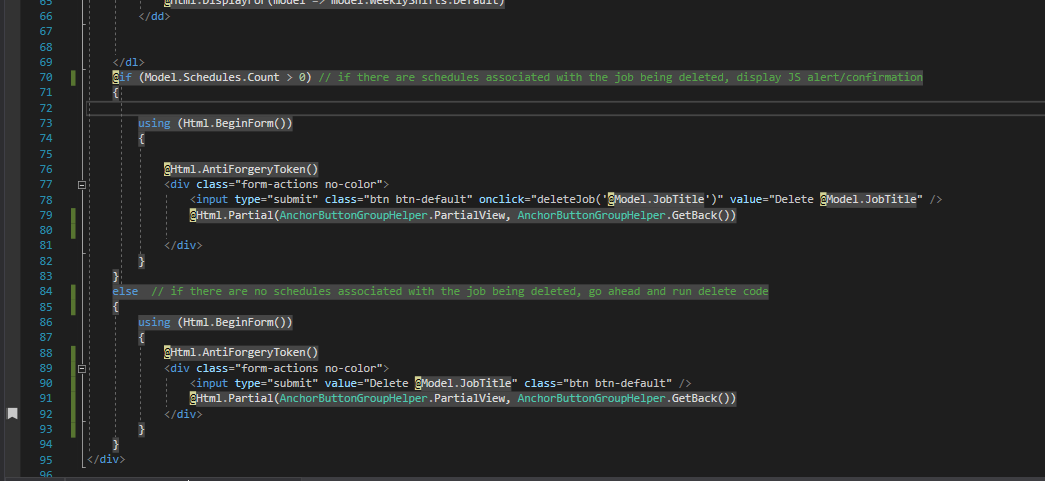 65 @Html.DisplayFor(model => model.WeeklyShifts.Default)
66 </dd>
67
68
69 </dl>
70 @if (Model.Schedules.Count > 0) // if there are schedules associated with the job being deleted, display JS alert/confirmation
71 {
72
73 using (Html.BeginForm())
74 {
75
76 @Html.AntiForgeryToken()
77 <div class="form-actions no-color">
78 <input type="submit" class="btn btn-default" onclick="deleteJob('@Model.JobTitle')" value="Delete @Model.JobTitle" />
79 @Html.Partial(AnchorButtonGroupHelper.PartialView, AnchorButtonGroupHelper.GetBack())
80
81 </div>
82 }
83 }
84 else // if there are no schedules associated with the job being deleted, go ahead and run delete code
85 {
86 using (Html.BeginForm())
87 {
88 @Html.AntiForgeryToken()
89 <div class="form-actions no-color">
90 <input type="submit" value="Delete @Model.JobTitle" class="btn btn-default" />
91 @Html.Partial(AnchorButtonGroupHelper.PartialView, AnchorButtonGroupHelper.GetBack())
92 </div>
93 }
94 }
95 </div>
96